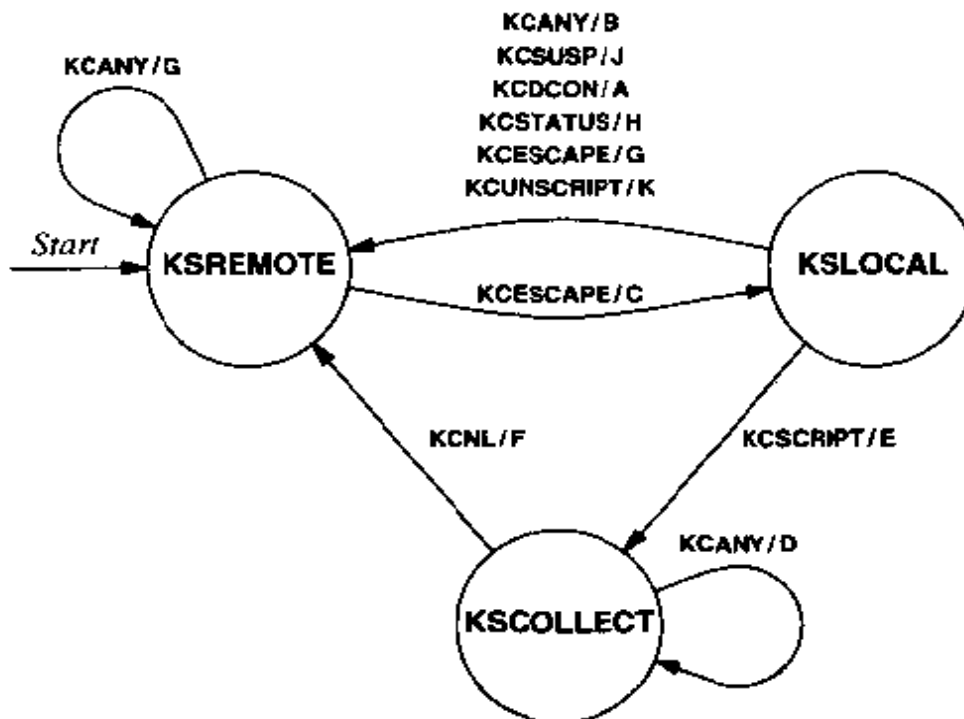 KCANY/B
KCSUSP/J
KCDCON/A
KCSTATUS/H
KCESCAPE/G
KCUNSCRIPT/K
KCANY/G
Start
KSREMOTE
KSLOCAL
KCESCAPE/C
KCNL/F
KCSCRIPT/E
KCANY/D
KSCOLLECT